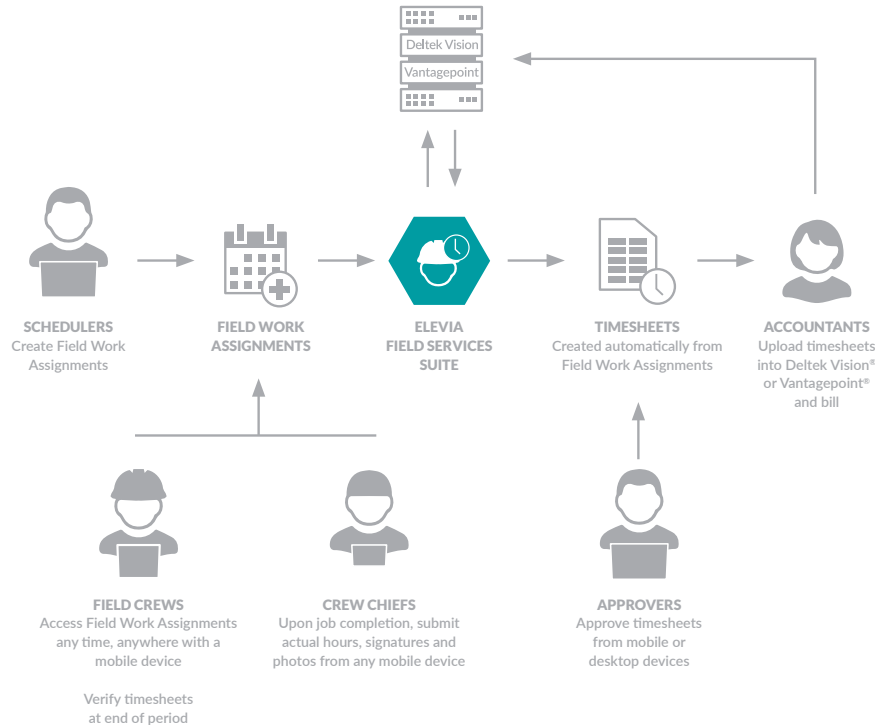 Deltek Vision
Vantagepoint
SCHEDULERS
Create Field Work
Assignments
FIELD WORK
ASSIGNMENTS
ELEVIA
FIELD SERVICES
SUITE
TIMESHEETS
Created automatically from
Field Work Assignments
ACCOUNTANTS
Upload timesheets
into Deltek Vision®
or Vantagepoint®
and bill
FIELD CREWS
Access Field Work Assignments
any time, anywhere with a
mobile device
Verify timesheets
at end of period
CREW CHIEFS
Upon job completion, submit
actual hours, signatures and
photos from any mobile device
APPROVERS
Approve timesheets
from mobile or
desktop devices